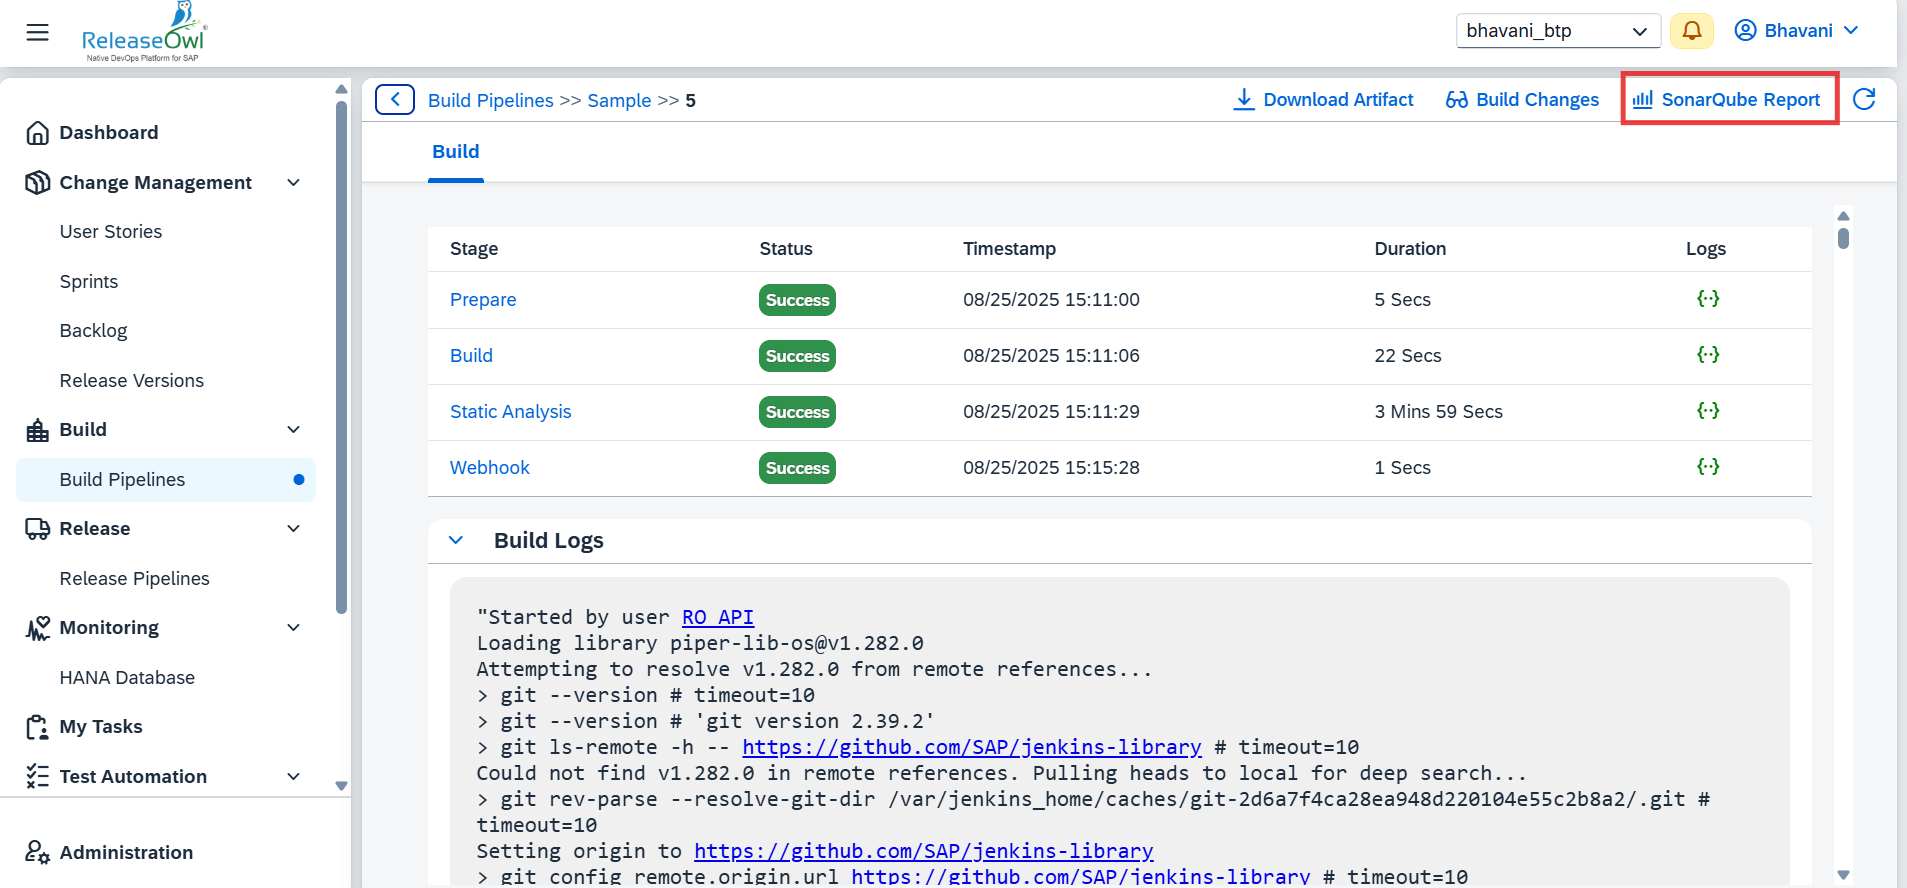 ReleaseOwl
Native DevOps Platform for SAP
bhavani_btp
Bhavani
Dashboard
Change Management
User Stories
Sprints
Backlog
Release Versions
Build
Build Pipelines
Release
Release Pipelines
Monitoring
HANA Database
My Tasks
Test Automation
Administration
Build Pipelines >> Sample >> 5
Download Artifact
Build Changes
SonarQube Report
Build
Stage Status Timestamp Duration Logs
Prepare Success 08/25/2025 15:11:00 5 Secs
Build Success 08/25/2025 15:11:06 22 Secs
Static Analysis Success 08/25/2025 15:11:29 3 Mins 59 Secs
Webhook Success 08/25/2025 15:15:28 1 Secs
Build Logs
"Started by user RO API
Loading library piper-lib-os@v1.282.0
Attempting to resolve v1.282.0 from remote references...
> git --version # timeout=10
> git --version # 'git version 2.39.2'
> git ls-remote -h -- https://github.com/SAP/jenkins-library # timeout=10
Could not find v1.282.0 in remote references. Pulling heads to local for deep search...
> git rev-parse --resolve-git-dir /var/jenkins_home/caches/git-2d6a7f4ca28ea948d220104e55c2b8a2/.git #
timeout=10
Setting origin to https://github.com/SAP/jenkins-library
> git config remote.origin.url https://github.com/SAP/jenkins-library # timeout=10